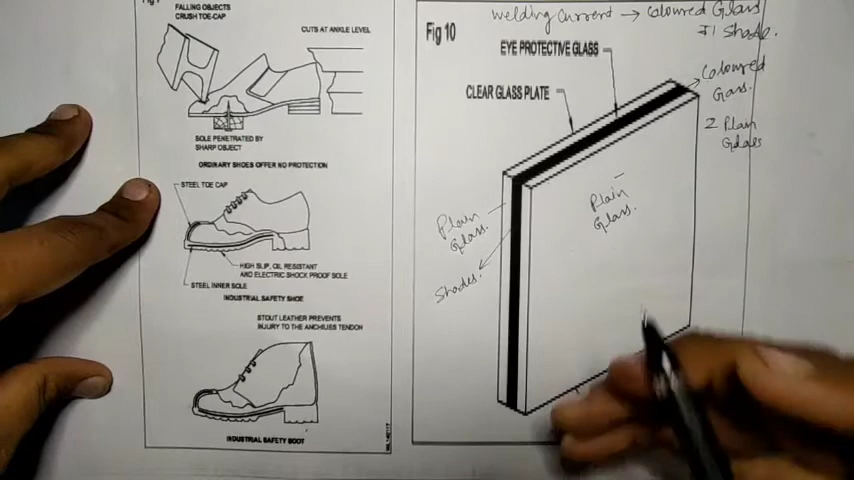 FALLING OBJECTS
CRUSH TOE-CAP
CUTS AT ANKLE LEVEL
SOLE PENETRATED BY
SHARP OBJECT
ORDINARY SHOES OFFER NO PROTECTION
STEEL TOE CAP
HIGH SLIP, OIL RESISTANT
AND ELECTRIC SHOCK PROOF SOLE
STEEL INNER SOLE
INDUSTRIAL SAFETY SHOE
STOUT LEATHER PREVENTS
INJURY TO THE ANCHILIES TENDON
INDUSTRIAL SAFETY BOOT
Fig 10
welding current → Coloured Glass
Shade.
EYE PROTECTIVE GLASS
CLEAR GLASS PLATE
Coloured
Gass.
2 Plain
Glass
Plain
Glass.
Plain
Glass.
Shades.